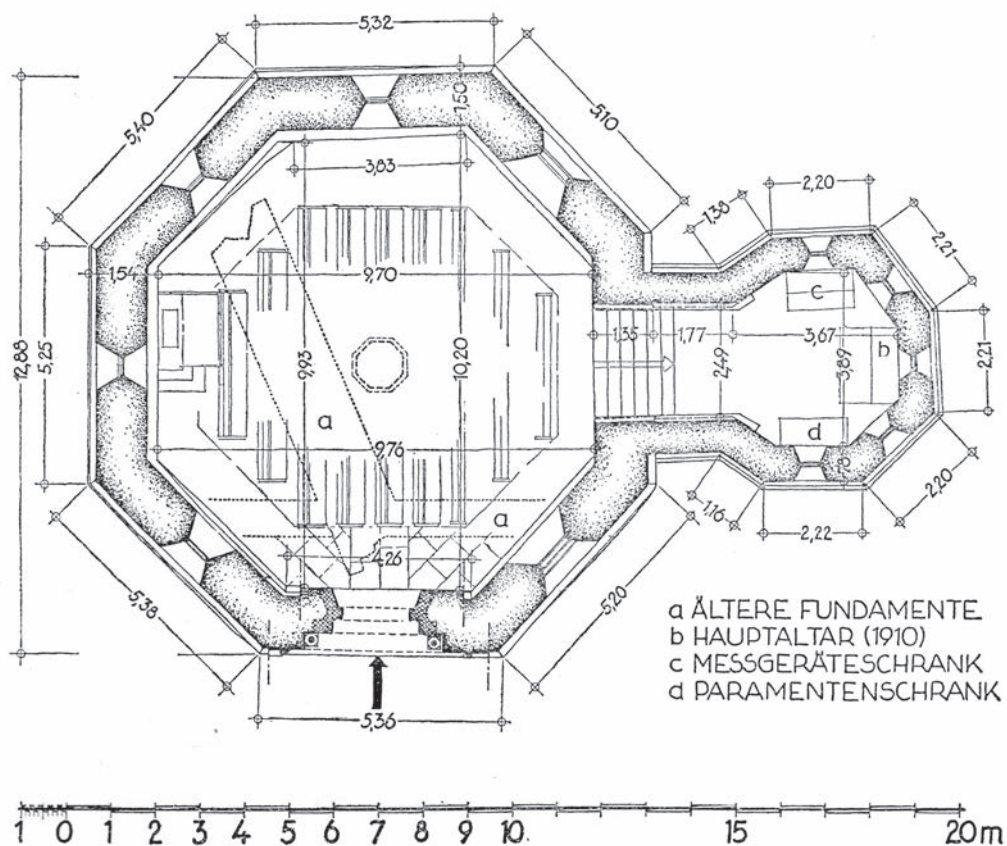 5,32
5,40
1,50
5,10
3,83
1,38
2,20
2,21
1,54
9,70
c
12,88
5,25
9,93
10,20
1,35
1,77
3,67
b
2,49
3,89
2,21
a
9,76
d
a
2,20
1,16
2,22
4,26
5,38
5,20
5,36
a ÄLTERE FUNDAMENTE
b HAUPTALTAR (1910)
c MESSGERÄTESCHRANK
d PARAMENTENSCHRANK
1 0 1 2 3 4 5 6 7 8 9 10 15 20 m